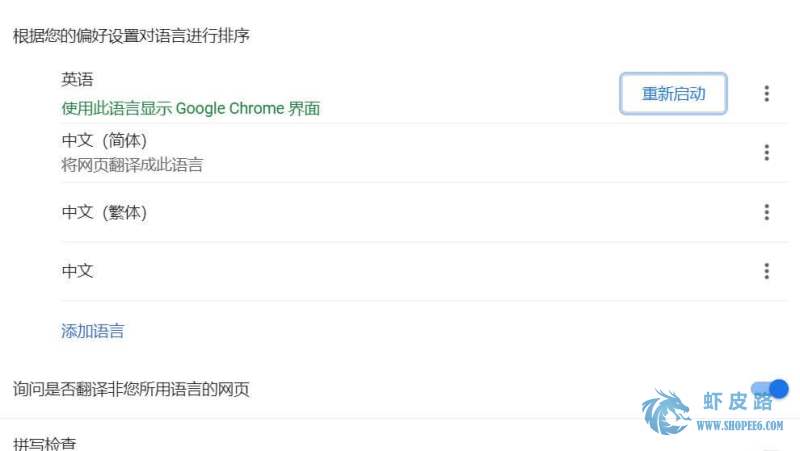 根据您的偏好设置对语言进行排序
英语
使用此语言显示 Google Chrome 界面
重新启动
中文（简体）
将网页翻译成此语言
中文（繁体）
中文
添加语言
询问是否翻译非您所用语言的网页
虾皮路
WWW.SHOPEE6.COM
拼写检查